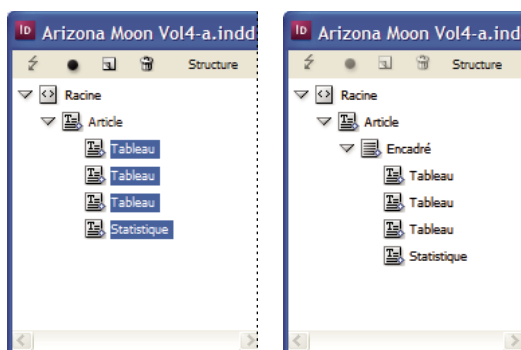 Arizona Moon Vol4-a.indd
Structure
Racine
Article
Tableau
Tableau
Tableau
Statistique
Arizona Moon Vol4-a.ind
Structure
Racine
Article
Encadré
Tableau
Tableau
Tableau
Statistique